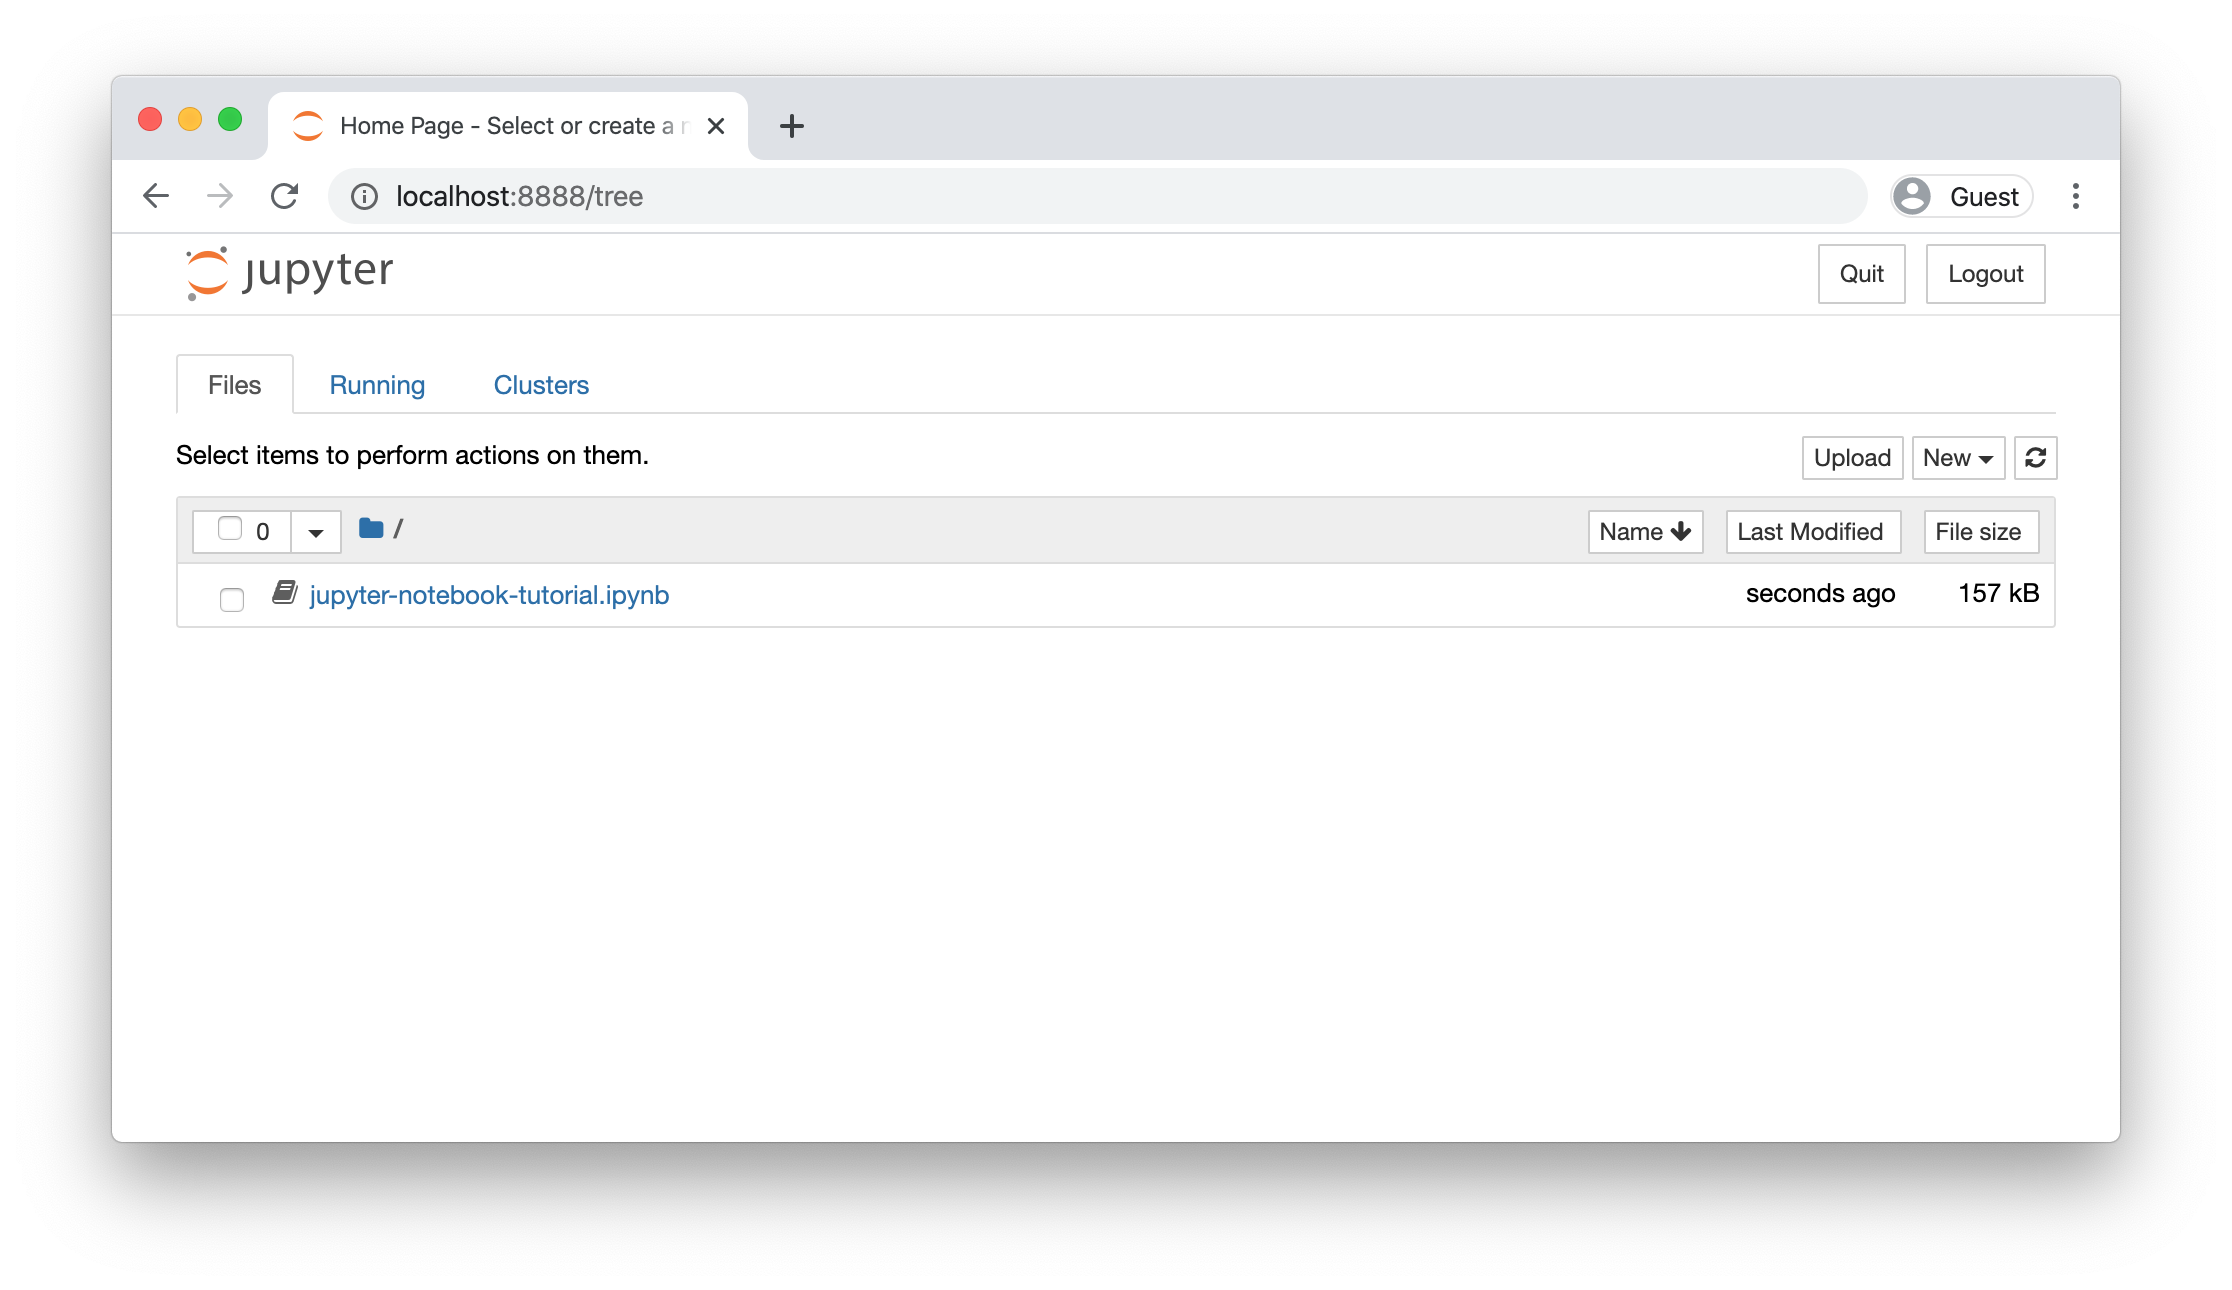 Home Page - Select or create a
localhost:8888/tree
Guest
jupyter
Quit
Logout
Files
Running
Clusters
Select items to perform actions on them.
Upload
New
0
/
Name
Last Modified
File size
jupyter-notebook-tutorial.ipynb
seconds ago
157 kB